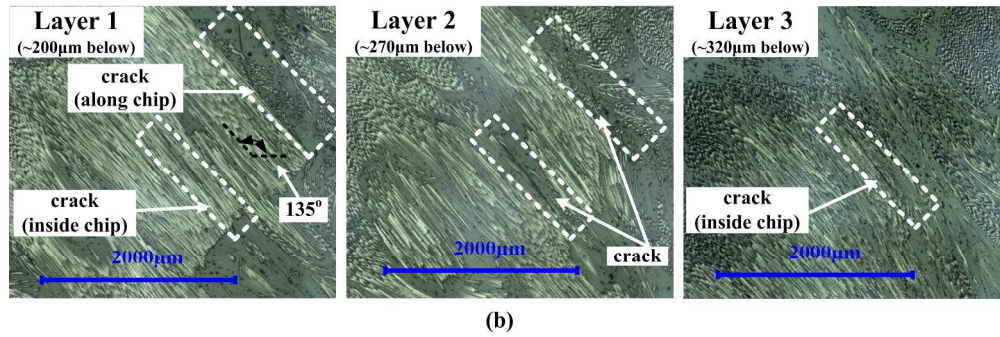 Layer 1
(~200μm below)
crack
(along chip)
135°
crack
(inside chip)
2000μm
Layer 2
(~270μm below)
crack
2000μm
Layer 3
(~320μm below)
crack
(inside chip)
2000μm
(b)